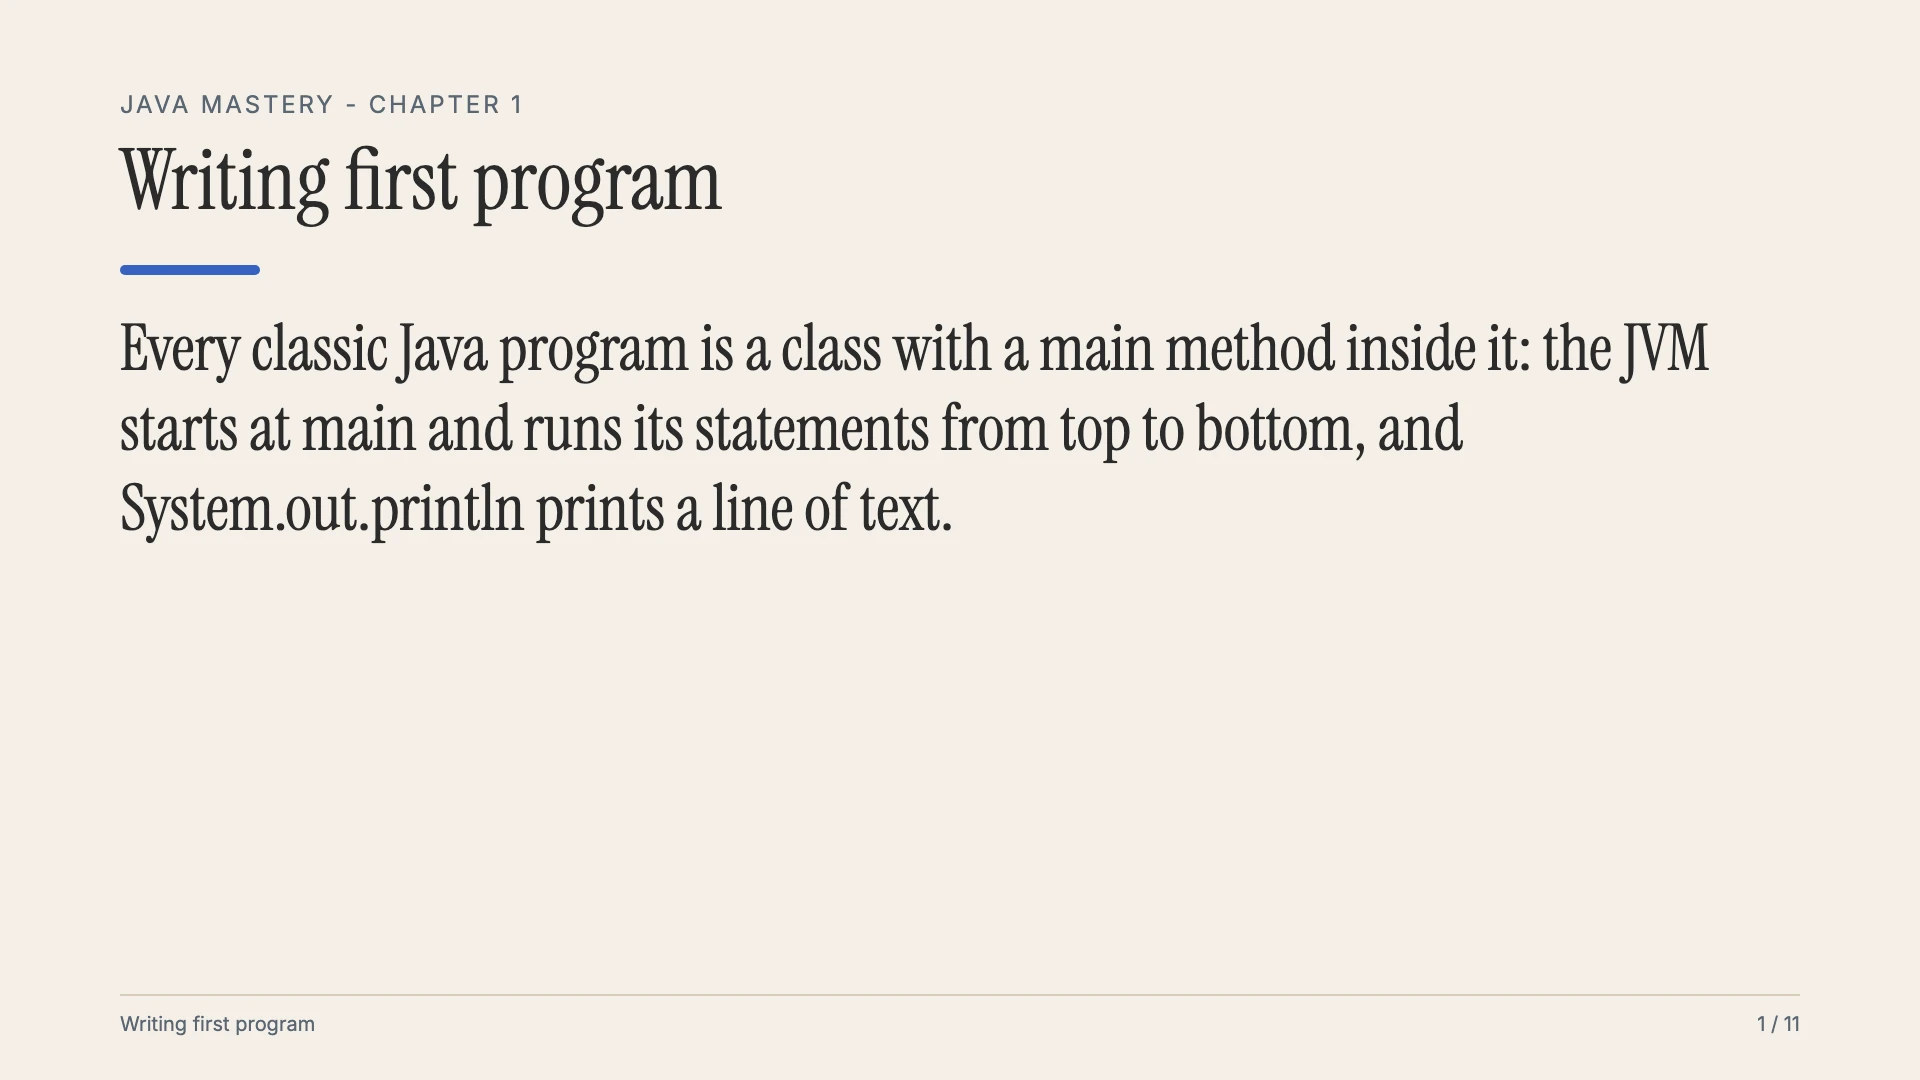 JAVA MASTERY - CHAPTER 1
Writing first program
Every classic Java program is a class with a main method inside it: the JVM
starts at main and runs its statements from top to bottom, and
System.out.println prints a line of text.
Writing first program
1 / 11